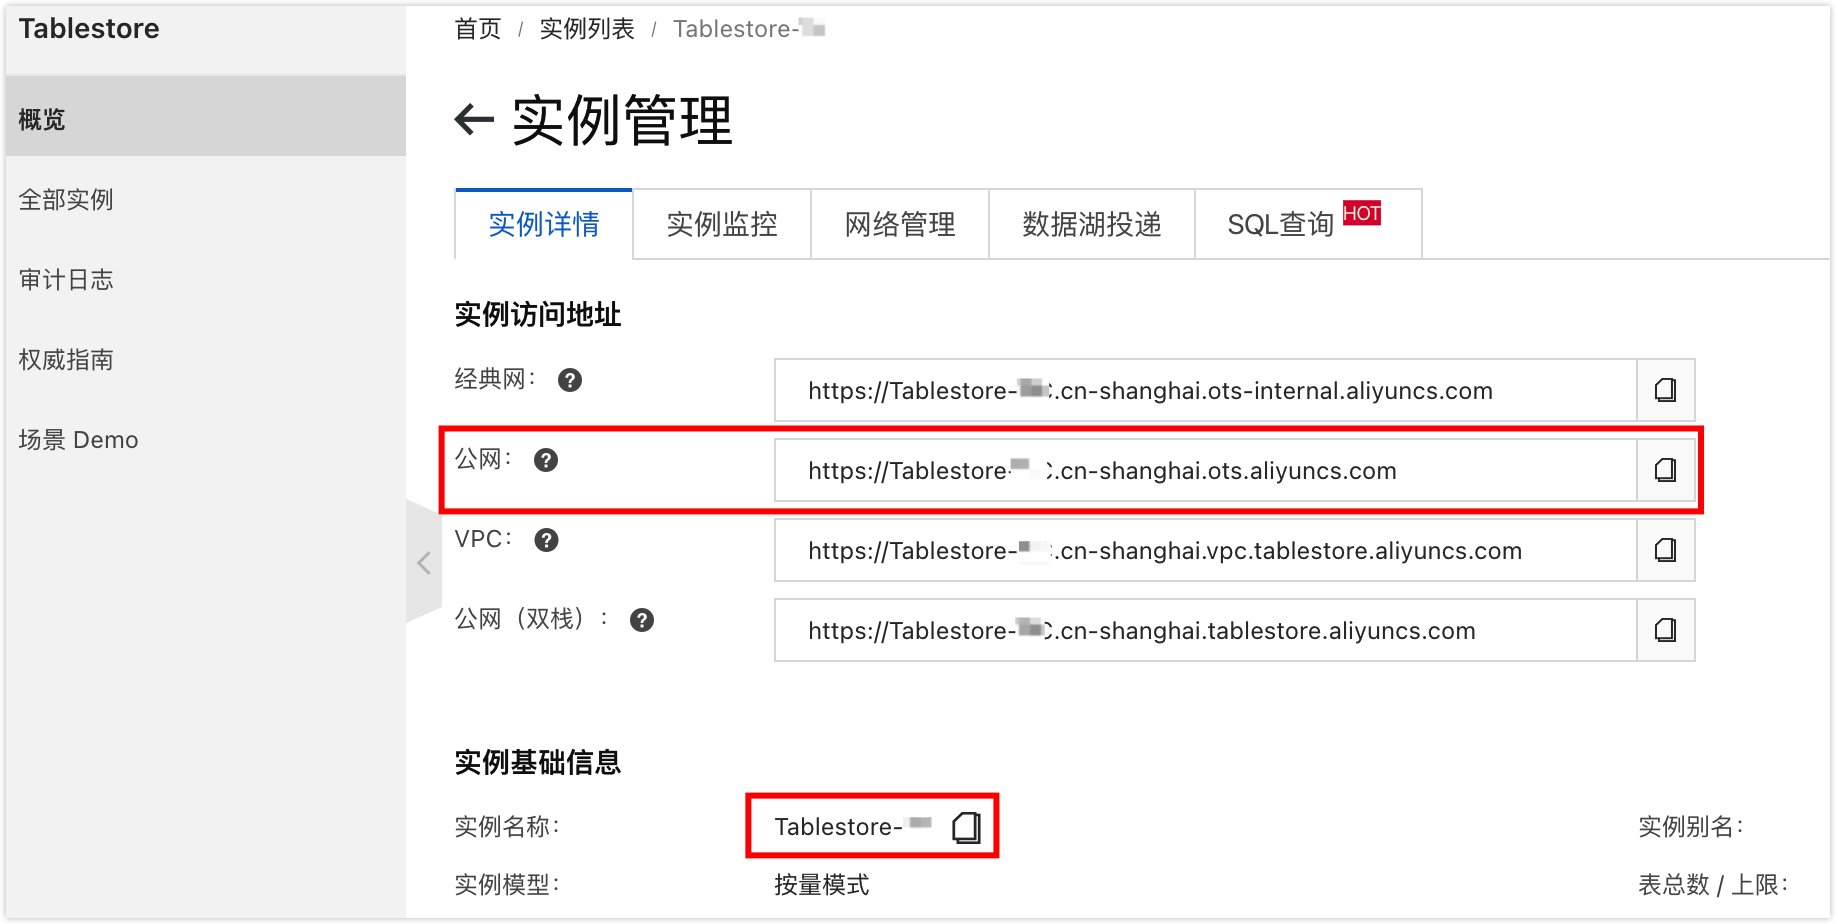 Tablestore
首页 / 实例列表 / Tablestore-
概览
全部实例
审计日志
权威指南
场景 Demo
实例管理
实例详情 实例监控 网络管理 数据湖投递 SQL查询 HOT
实例访问地址
经典网： https://Tablestore- .cn-shanghai.ots-internal.aliyuncs.com
公网： https://Tablestore- .cn-shanghai.ots.aliyuncs.com
VPC： https://Tablestore- .cn-shanghai.vpc.tablestore.aliyuncs.com
公网（双栈）： https://Tablestore- .cn-shanghai.tablestore.aliyuncs.com
实例基础信息
实例名称： Tablestore- 实例别名：
实例模型： 按量模式 表总数 / 上限：